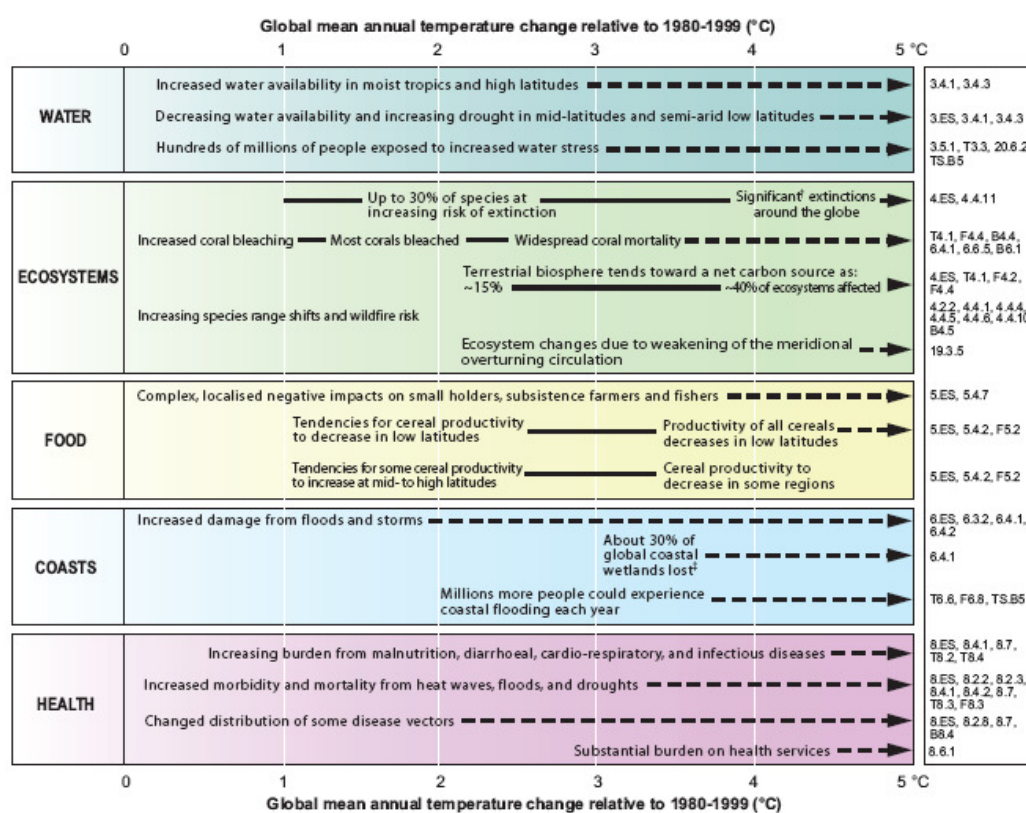 Global mean annual temperature change relative to 1980-1999 (°C)
0 1 2 3 4 5 °C
WATER
Increased water availability in moist tropics and high latitudes
3.4.1, 3.4.3
Decreasing water availability and increasing drought in mid-latitudes and semi-arid low latitudes
3.ES, 3.4.1, 3.4.3
Hundreds of millions of people exposed to increased water stress
3.5.1, T3.3, 20.6.2
TS.B5
ECOSYSTEMS
Up to 30% of species at
increasing risk of extinction
Significant† extinctions
around the globe
4.ES, 4.4.11
Increased coral bleaching
Most corals bleached
Widespread coral mortality
T4.1, F4.4, B4.4,
6.4.1, 6.6.5, B6.1
Terrestrial biosphere tends toward a net carbon source as:
~15%
~40% of ecosystems affected
4.ES, T4.1, F4.2,
F4.4
Increasing species range shifts and wildfire risk
4.2.2, 4.4.1, 4.4.4,
4.4.5, 4.4.6, 4.4.10
B4.5
Ecosystem changes due to weakening of the meridional
overturning circulation
19.3.5
FOOD
Complex, localised negative impacts on small holders, subsistence farmers and fishers
5.ES, 5.4.7
Tendencies for cereal productivity
to decrease in low latitudes
Productivity of all cereals
decreases in low latitudes
5.ES, 5.4.2, F5.2
Tendencies for some cereal productivity
to increase at mid- to high latitudes
Cereal productivity to
decrease in some regions
5.ES, 5.4.2, F5.2
COASTS
Increased damage from floods and storms
6.ES, 6.3.2, 6.4.1,
6.4.2
About 30% of
global coastal
wetlands lost‡
6.4.1
Millions more people could experience
coastal flooding each year
T6.6, F6.8, TS.B5
HEALTH
Increasing burden from malnutrition, diarrhoeal, cardio-respiratory, and infectious diseases
8.ES, 8.4.1, 8.7,
T8.2, T8.4
Increased morbidity and mortality from heat waves, floods, and droughts
8.ES, 8.2.2, 8.2.3,
8.4.1, 8.4.2, 8.7,
T8.3, F8.3
Changed distribution of some disease vectors
8.ES, 8.2.8, 8.7,
B8.4
Substantial burden on health services
8.6.1
0 1 2 3 4 5 °C
Global mean annual temperature change relative to 1980-1999 (°C)